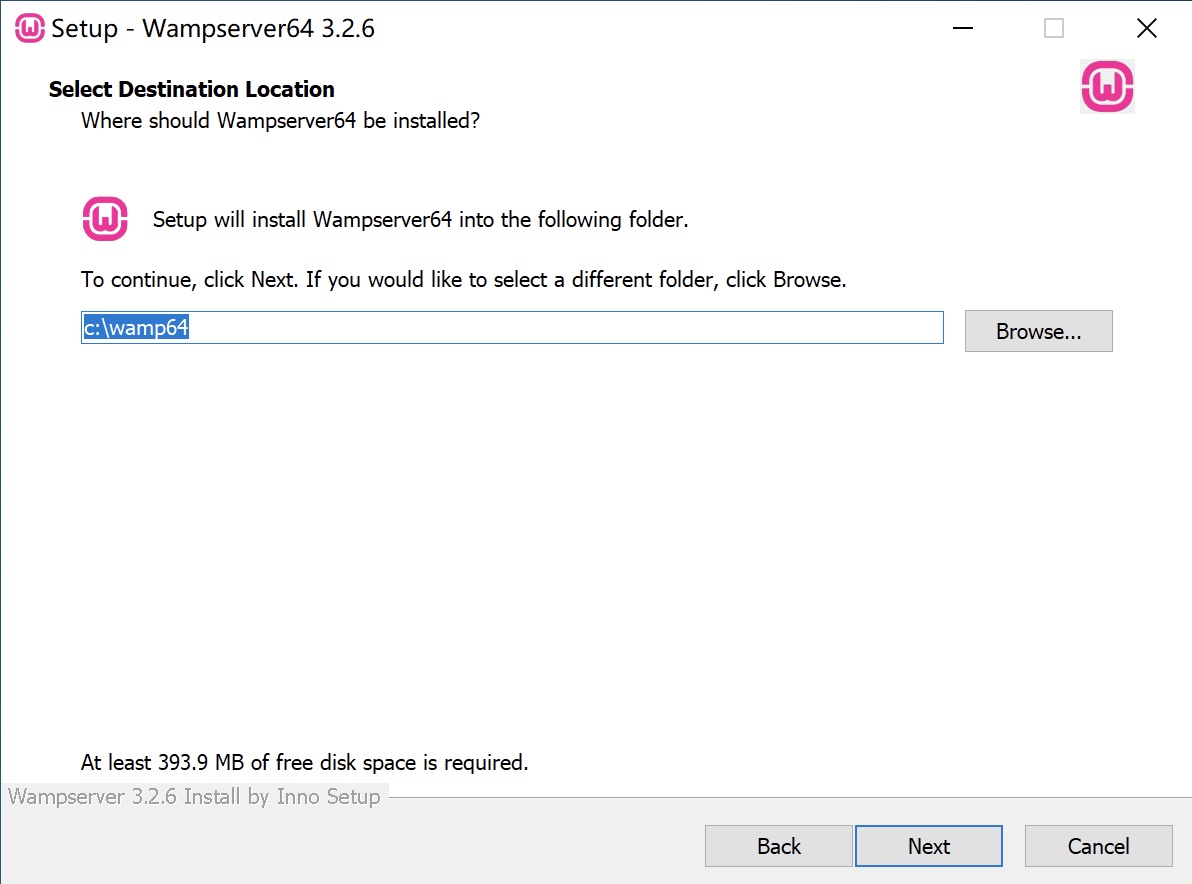 Setup - Wampserver64 3.2.6
Select Destination Location
Where should Wampserver64 be installed?
Setup will install Wampserver64 into the following folder.
To continue, click Next. If you would like to select a different folder, click Browse.
c:\wamp64
Browse...
At least 393.9 MB of free disk space is required.
Wampserver 3.2.6 Install by Inno Setup
Back
Next
Cancel